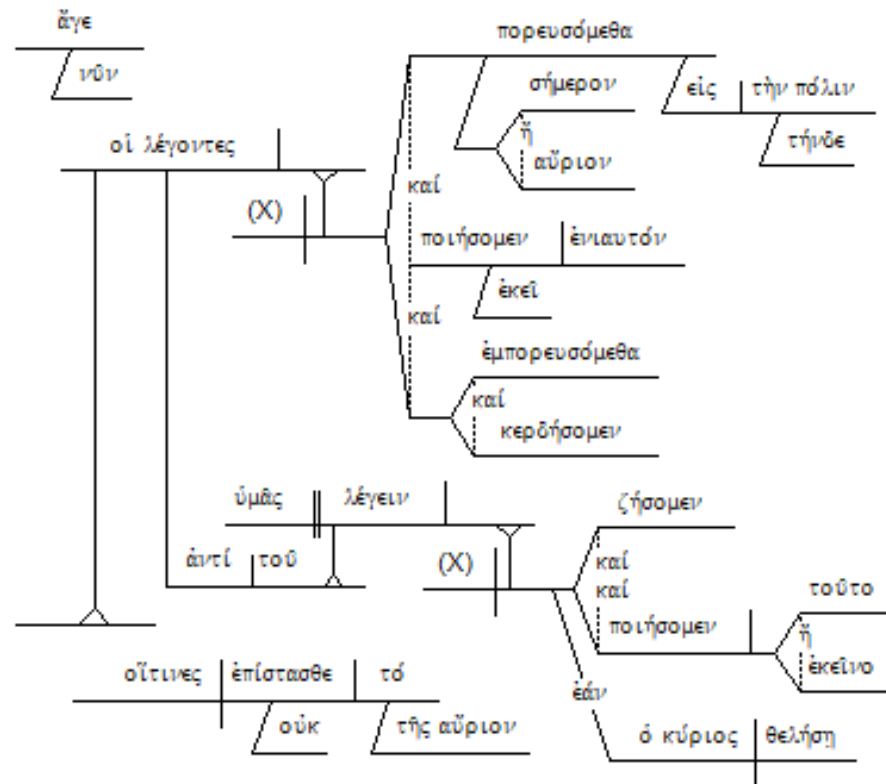 ἄγε
νῦν
οἱ λέγοντες
(X)
πορευσόμεθα
σήμερον
ἤ
αὔριον
εἰς τὴν πόλιν
τήνδε
καί
ποιήσομεν ἐνιαυτόν
ἐκεῖ
καί
ἐμπορευσόμεθα
καί
κερδήσομεν
ὑμᾶς λέγειν
ἀντί τοῦ
(X)
ζήσομεν
καί
καί
ποιήσομεν
τοῦτο
ἤ
ἐκεῖνο
ἐάν
ὁ κύριος θελήσῃ
οἵτινες ἐπίστασθε τό
οὐκ
τῆς αὔριον